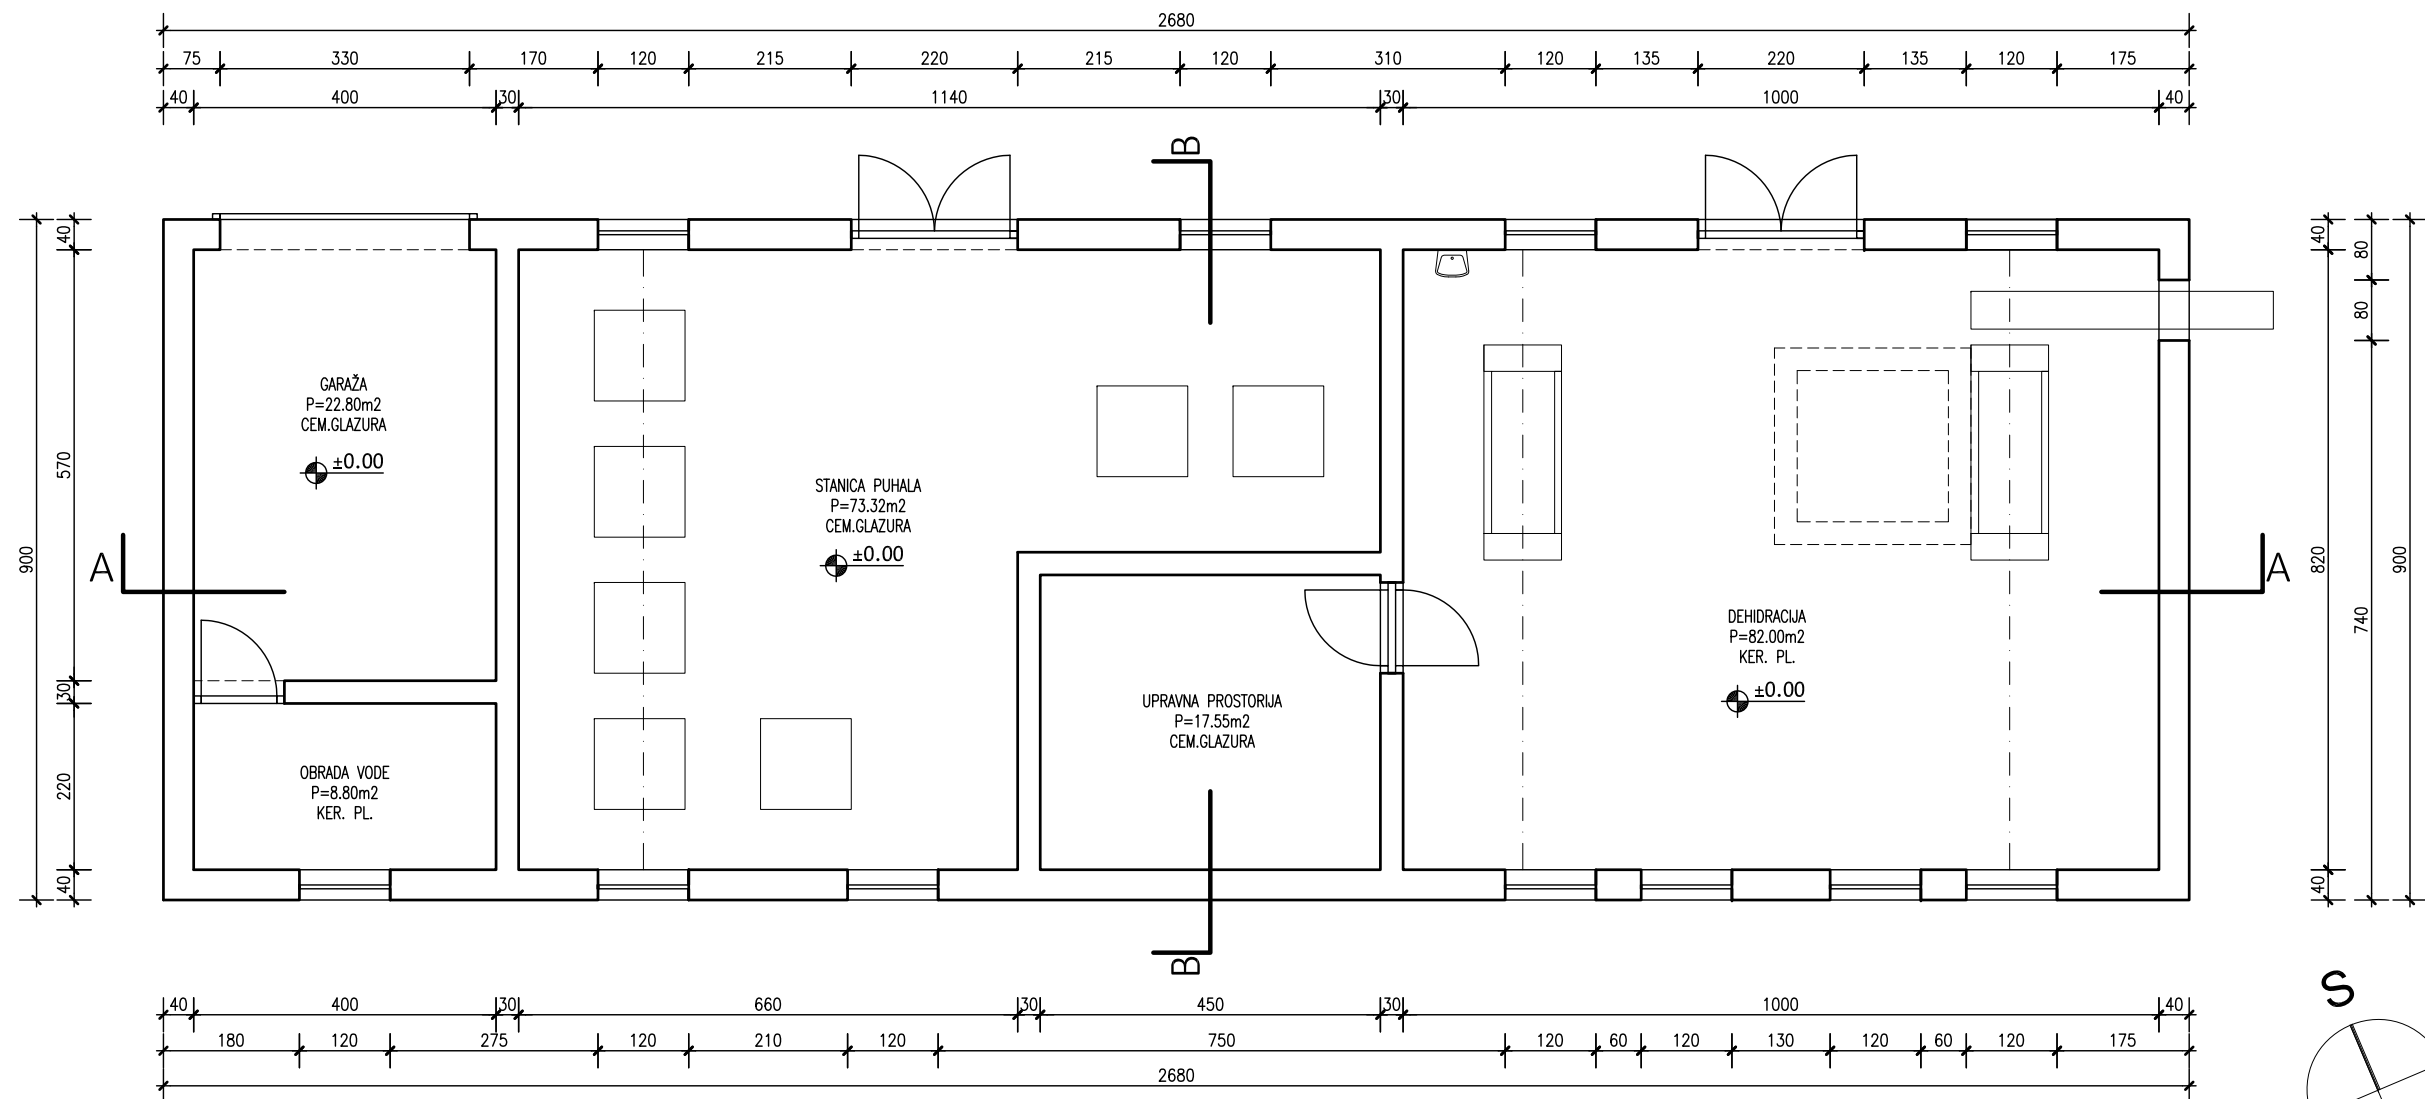 2680
75 330 170 120 215 220 215 120 310 120 135 220 135 120 175
40 400 30 1140 30 1000 40
B
900
40 570 30 220 40
A
GARAŽA
P=22.80m2
CEM.GLAZURA
±0.00
OBRADA VODE
P=8.80m2
KER. PL.
STANICA PUHALA
P=73.32m2
CEM.GLAZURA
±0.00
UPRAVNA PROSTORIJA
P=17.55m2
CEM.GLAZURA
DEHIDRACIJA
P=82.00m2
KER. PL.
±0.00
A
40 820 40
80 80 740
900
B
40 400 30 660 30 450 30 1000 40
180 120 275 120 210 120 750 120 60 120 130 120 60 120 175
2680
S